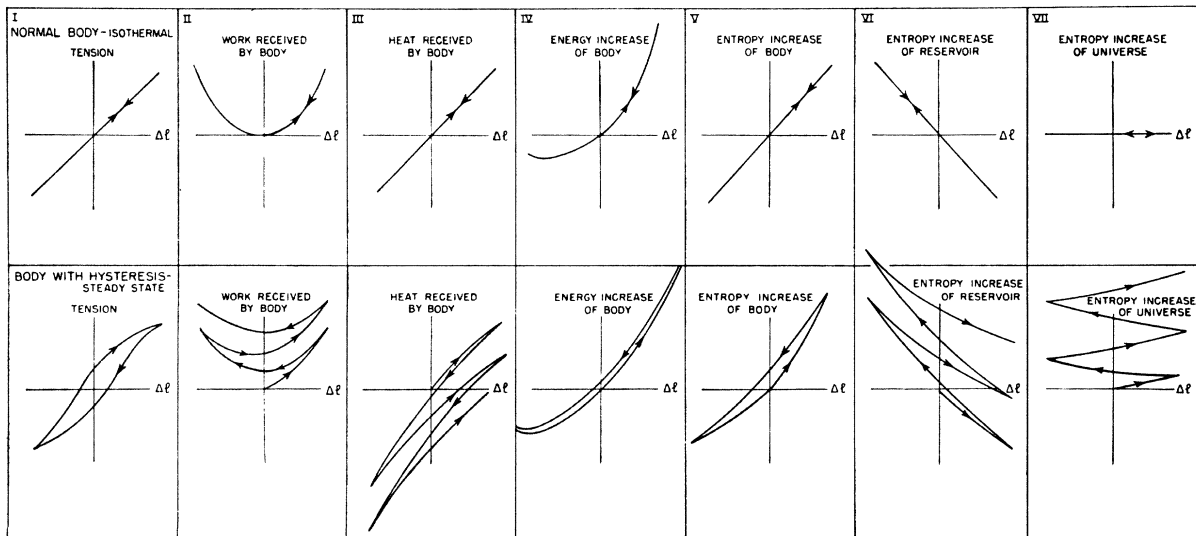 I
NORMAL BODY-ISOTHERMAL
TENSION
Δℓ
II
WORK RECEIVED
BY BODY
Δℓ
III
HEAT RECEIVED
BY BODY
Δℓ
IV
ENERGY INCREASE
OF BODY
Δℓ
V
ENTROPY INCREASE
OF BODY
Δℓ
VI
ENTROPY INCREASE
OF RESERVOIR
Δℓ
VII
ENTROPY INCREASE
OF UNIVERSE
Δℓ
BODY WITH HYSTERESIS-
STEADY STATE
TENSION
Δℓ
WORK RECEIVED
BY BODY
Δℓ
HEAT RECEIVED
BY BODY
Δℓ
ENERGY INCREASE
OF BODY
Δℓ
ENTROPY INCREASE
OF BODY
Δℓ
ENTROPY INCREASE
OF RESERVOIR
Δℓ
ENTROPY INCREASE
OF UNIVERSE
Δℓ